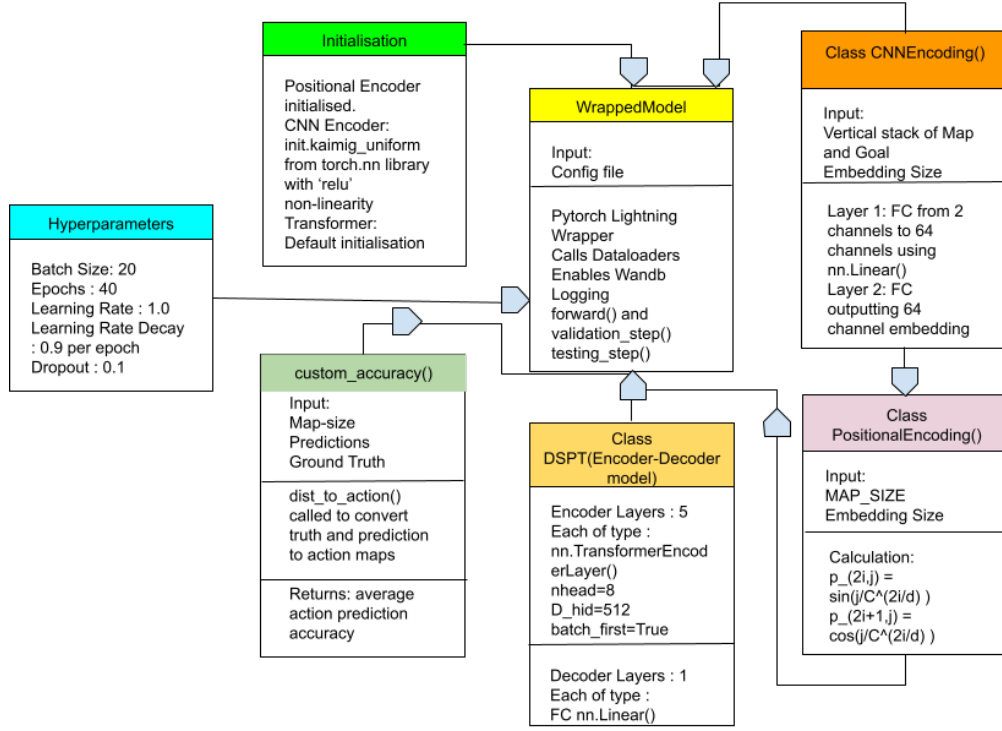 Initialisation
Positional Encoder
initialised.
CNN Encoder:
init.kaimig_uniform
from torch.nn library
with ‘relu’
non-linearity
Transformer:
Default initialisation
Hyperparameters
Batch Size: 20
Epochs : 40
Learning Rate : 1.0
Learning Rate Decay
: 0.9 per epoch
Dropout : 0.1
WrappedModel
Input:
Config file
Pytorch Lightning
Wrapper
Calls Dataloaders
Enables Wandb
Logging
forward() and
validation_step()
testing_step()
Class CNNEncoding()
Input:
Vertical stack of Map
and Goal
Embedding Size
Layer 1: FC from 2
channels to 64
channels using
nn.Linear()
Layer 2: FC
outputting 64
channel embedding
custom_accuracy()
Input:
Map-size
Predictions
Ground Truth
dist_to_action()
called to convert
truth and prediction
to action maps
Returns: average
action prediction
accuracy
Class
DSPT(Encoder-Decoder
model)
Encoder Layers : 5
Each of type :
nn.TransformerEncod
erLayer()
nhead=8
D_hid=512
batch_first=True
Decoder Layers : 1
Each of type :
FC nn.Linear()
Class
PositionalEncoding()
Input:
MAP_SIZE
Embedding Size
Calculation:
p_(2i,j) =
sin(j/C^(2i/d) )
p_(2i+1,j) =
cos(j/C^(2i/d) )